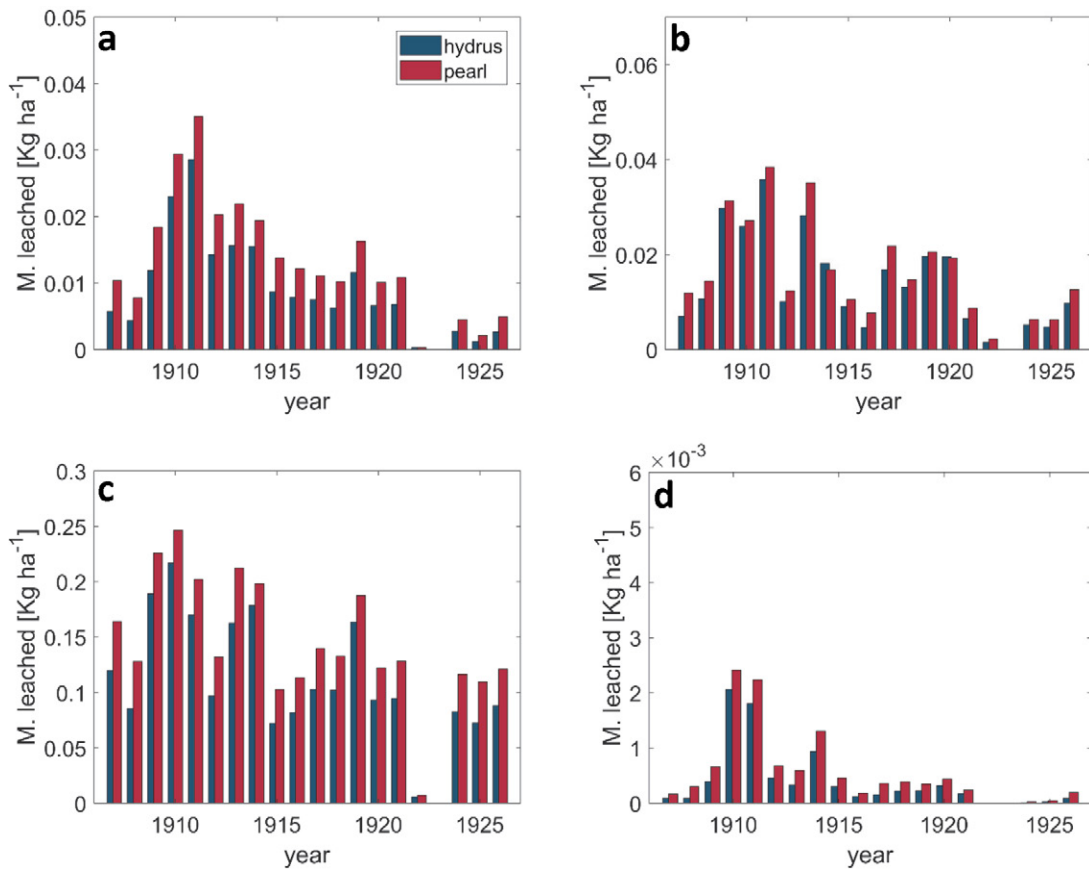 a
hydrus
pearl
0.05
0.04
0.03
0.02
0.01
0
M. leached [Kg ha⁻¹]
1910 1915 1920 1925
year
b
0.06
0.04
0.02
0
M. leached [Kg ha⁻¹]
1910 1915 1920 1925
year
c
0.3
0.25
0.2
0.15
0.1
0.05
0
M. leached [Kg ha⁻¹]
1910 1915 1920 1925
year
×10⁻³
d
6
5
4
3
2
1
0
M. leached [Kg ha⁻¹]
1910 1915 1920 1925
year